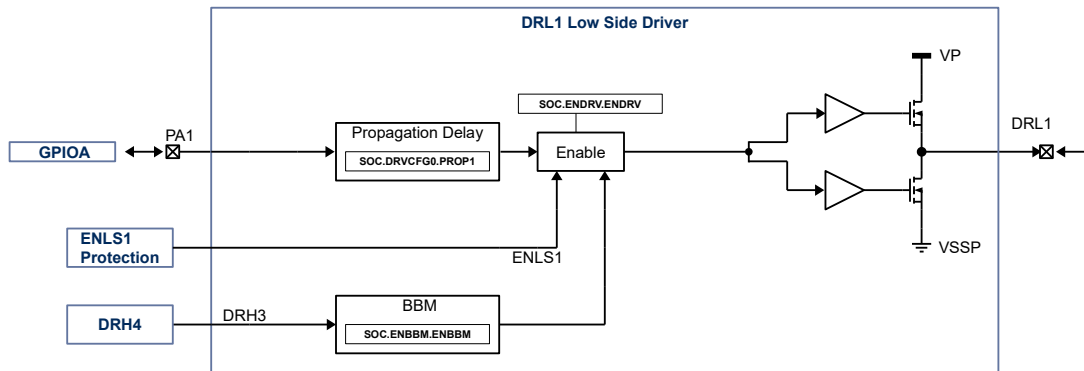 DRL1 Low Side Driver
VP
SOC.ENDRV.ENDRV
PA1
Propagation Delay
DRL1
GPIOA
SOC.DRVCFG0.PROP1
Enable
ENLS1
Protection
ENLS1
VSSP
BBM
DRH4
DRH3
SOC.ENBBM.ENBBM